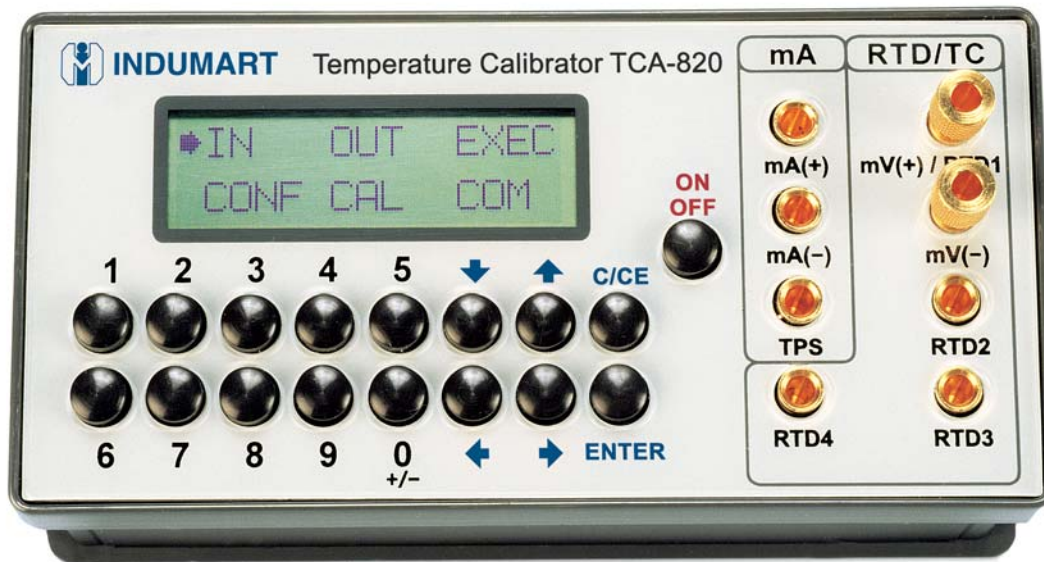 INDUMART Temperature Calibrator TCA-820
IN OUT EXEC
CONF CAL COM
ON
OFF
1 2 3 4 5 C/CE
6 7 8 9 0 ENTER
+/−
mA
mA(+)
mA(−)
TPS
RTD/TC
mV(+) /
mV(−)
RTD2
RTD4
RTD3